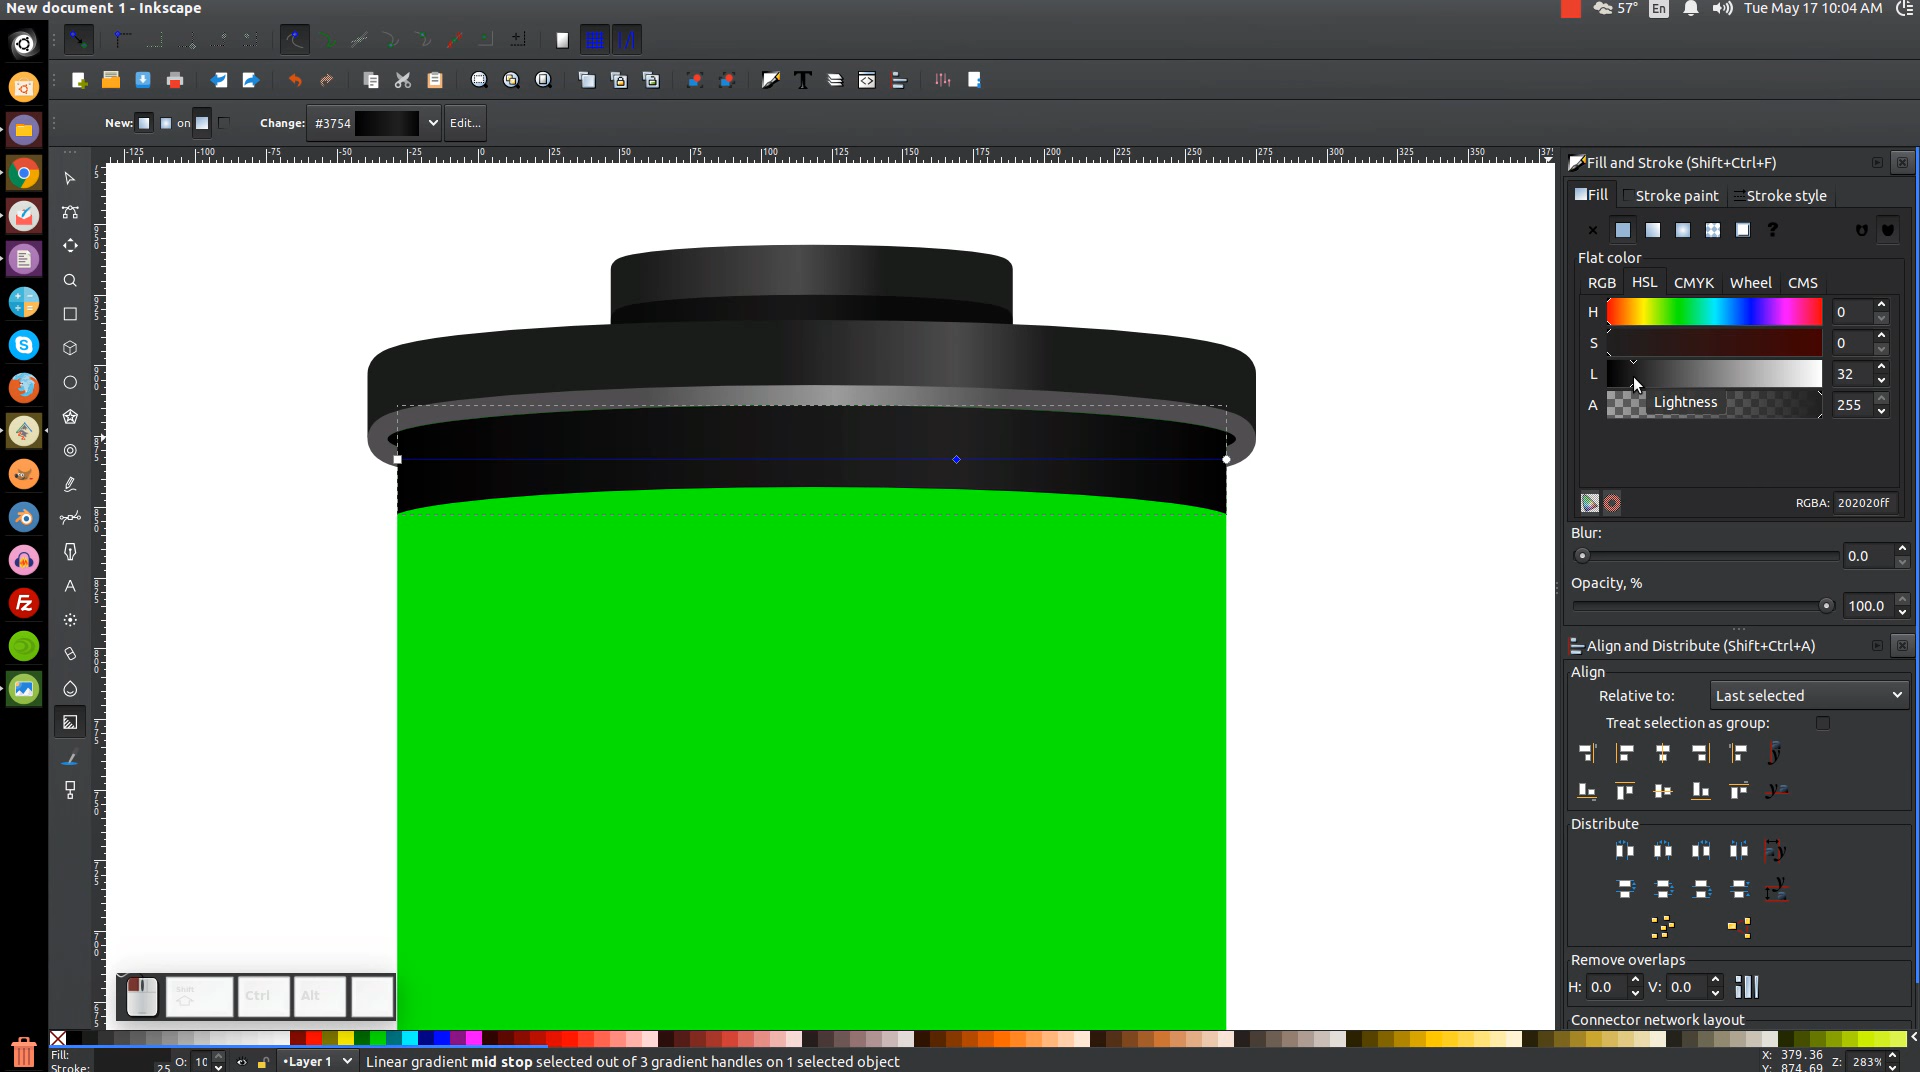 New document 1 - Inkscape
57° En Tue May 17 10:04 AM
New: on Change: #3754 Edit...
-125 -100 -75 -50 -25 0 25 50 75 100 125 150 175 200 225 250 275 300 325 350
Fill and Stroke (Shift+Ctrl+F)
Fill Stroke paint Stroke style
?
Flat color
RGB HSL CMYK Wheel CMS
H 0
S 0
L 32
Lightness
A 255
RGBA: 202020ff
Blur:
0.0
Opacity, %
100.0
Align and Distribute (Shift+Ctrl+A)
Align
Relative to: Last selected
Treat selection as group:
Distribute
Remove overlaps
H: 0.0 V: 0.0
Connector network layout
Shift
Ctrl Alt
Fill:
Stroke: 25 O: 10 •Layer 1 Linear gradient mid stop selected out of 3 gradient handles on 1 selected object
X: 379.36
Y: 874.69 Z: 283%